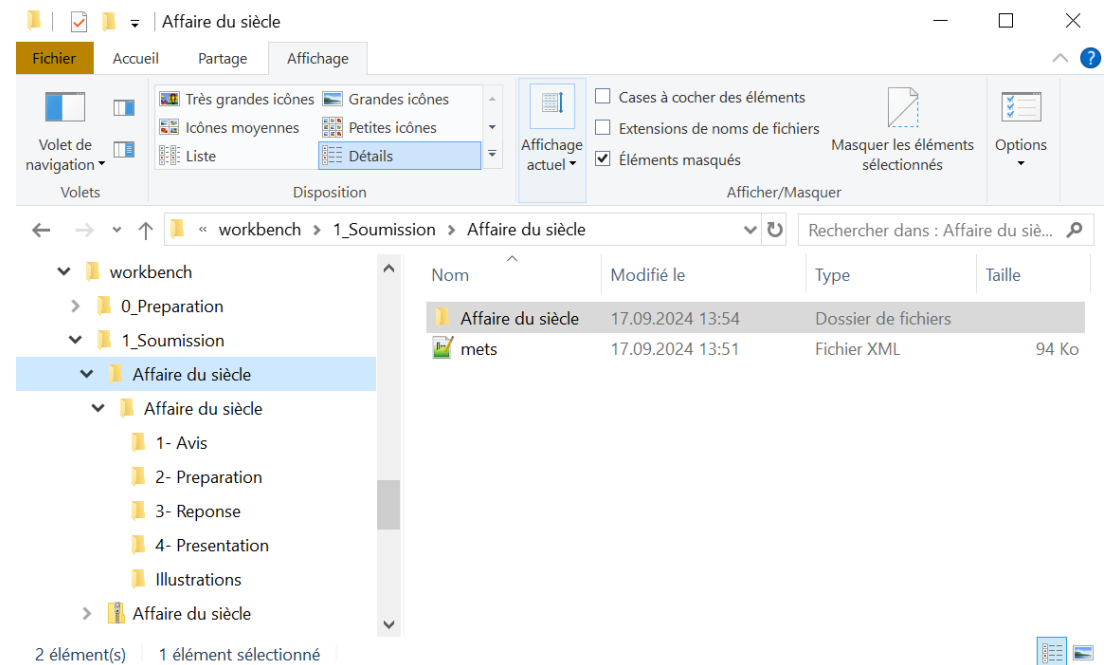 Affaire du siècle
Fichier Accueil Partage Affichage
Très grandes icônes Grandes icônes
Icônes moyennes Petites icônes
Liste Détails
Volet de navigation
Volets
Disposition
Affichage actuel
Cases à cocher des éléments
Extensions de noms de fichiers
Éléments masqués
Masquer les éléments sélectionnés
Afficher/Masquer
Options
« workbench > 1_Soumission > Affaire du siècle
Rechercher dans : Affaire du siè...
workbench
0_Preparation
1_Soumission
Affaire du siècle
Affaire du siècle
1- Avis
2- Preparation
3- Reponse
4- Presentation
Illustrations
Affaire du siècle
Nom Modifié le Type Taille
Affaire du siècle 17.09.2024 13:54 Dossier de fichiers
mets 17.09.2024 13:51 Fichier XML 94 Ko
2 élément(s) 1 élément sélectionné